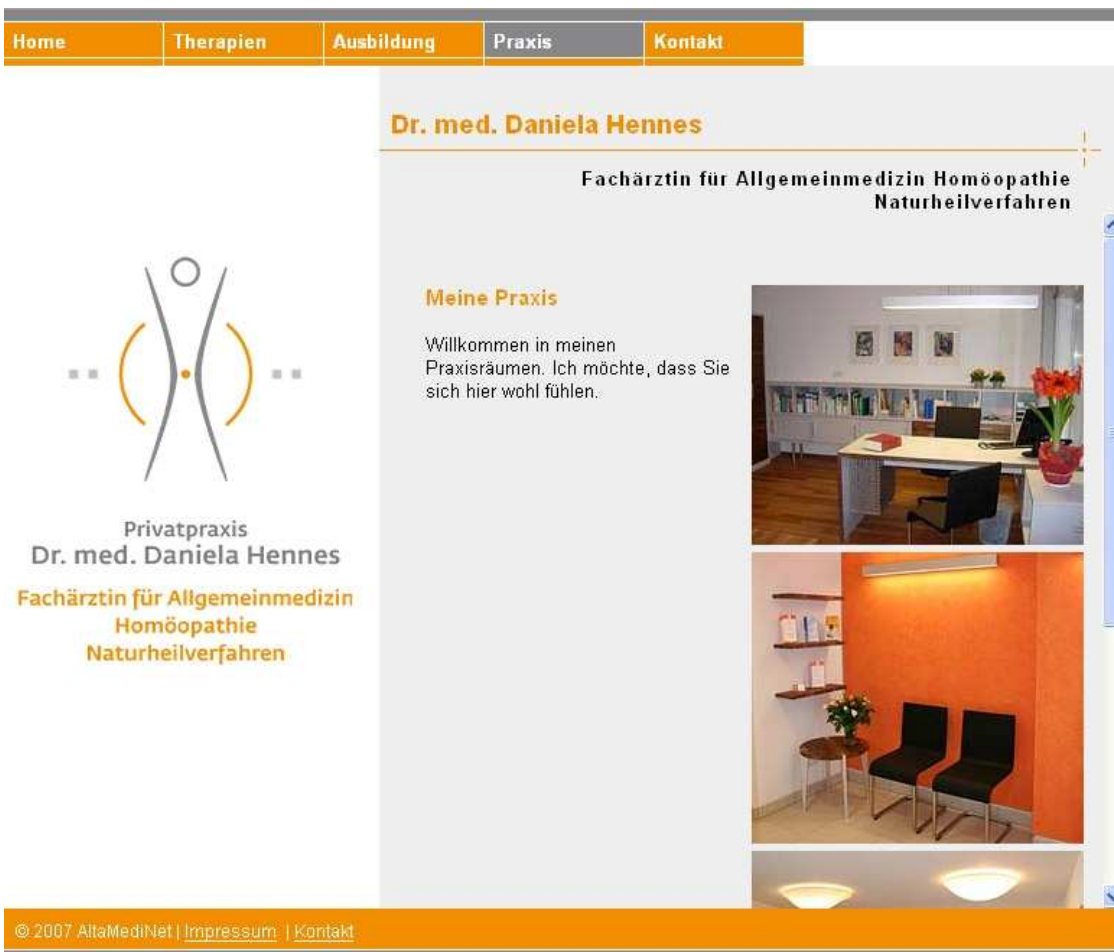 Home
Therapien
Ausbildung
Praxis
Kontakt
Dr. med. Daniela Hennes
Fachärztin für Allgemeinmedizin Homöopathie
Naturheilverfahren
Privatpraxis
Dr. med. Daniela Hennes
Fachärztin für Allgemeinmedizin
Homöopathie
Naturheilverfahren
Meine Praxis
Willkommen in meinen
Praxisräumen. Ich möchte, dass Sie
sich hier wohl fühlen.
© 2007 AltaMediNet | Impressum | Kontakt